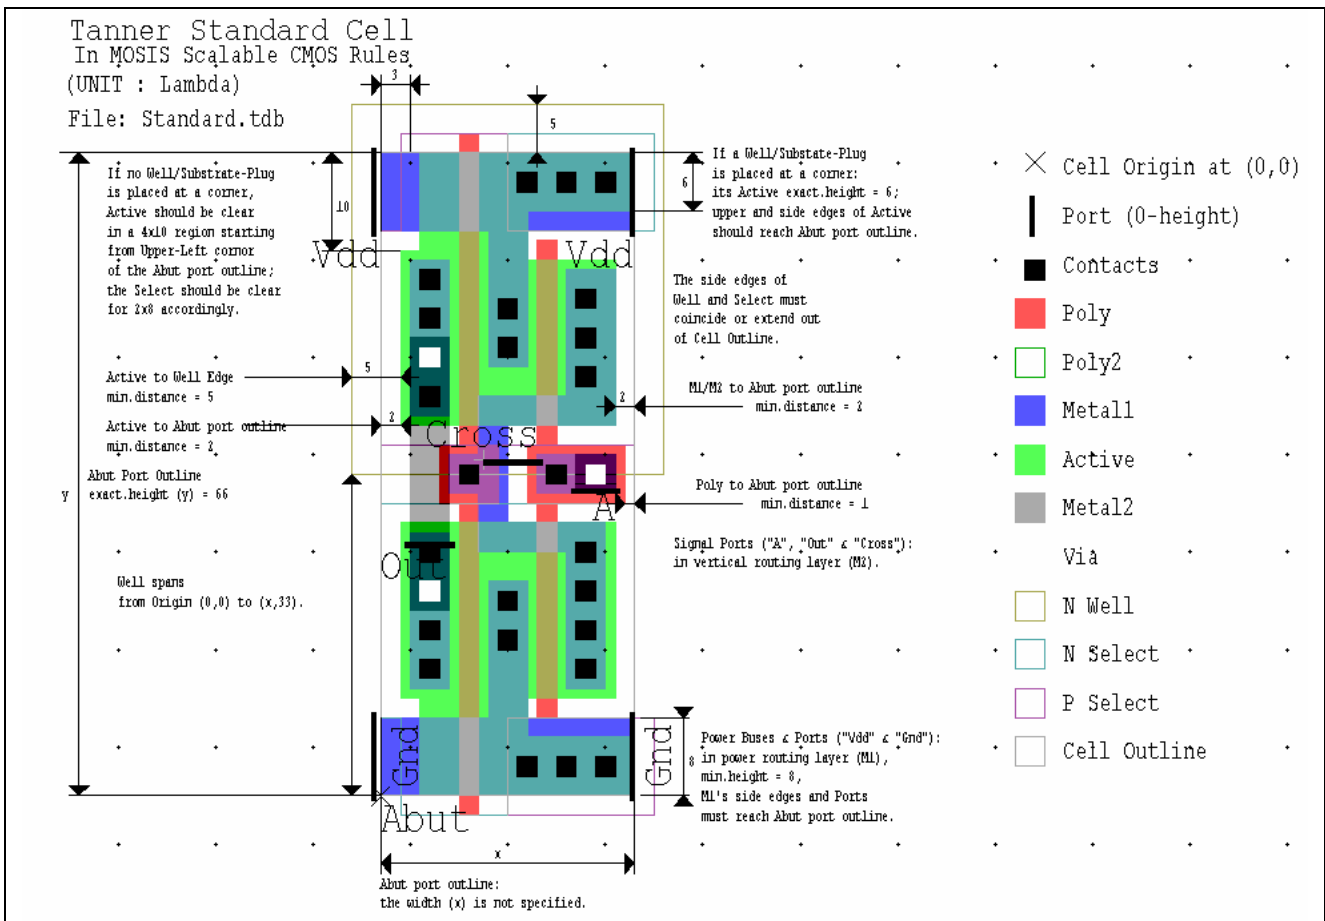 Tanner Standard Cell
In MOSIS Scalable CMOS Rules
(UNIT : Lambda)
File: Standard.tdb
3
5
If no Well/Substrate-Plug
is placed at a corner,
Active should be clear
in a 4x10 region starting
from Upper-Left cornor
of the Abut port outline;
the Select should be clear
for 2x8 accordingly.
10
6
If a Well/Substate-Plug
is placed at a corner:
its Active exact.height = 6;
upper and side edges of Active
should reach Abut port outline.
Vdd
Vdd
The side edges of
Well and Select must
coincide or extend out
of Cell Outline.
Active to Well Edge
min.distance = 5
5
M1/M2 to Abut port outline
min.distance = 2
2
Active to Abut port outline
min.distance = 2
2
Cross
Abut Port Outline
exact.height (y) = 66
y
Poly to Abut port outline
min.distance = 1
A
Signal Ports ("A", "Out" & "Cross"):
in vertical routing layer (M2).
Out
Well spans
from Origin (0,0) to (x,33).
Gnd
Gnd
8
Power Buses & Ports ("Vdd" & "Gnd"):
in power routing layer (M1),
min.height = 8,
M1's side edges and Ports
must reach Abut port outline.
Abut
x
Abut port outline:
the width (x) is not specified.
Cell Origin at (0,0)
Port (0-height)
Contacts
Poly
Poly2
Metal1
Active
Metal2
Via
N Well
N Select
P Select
Cell Outline